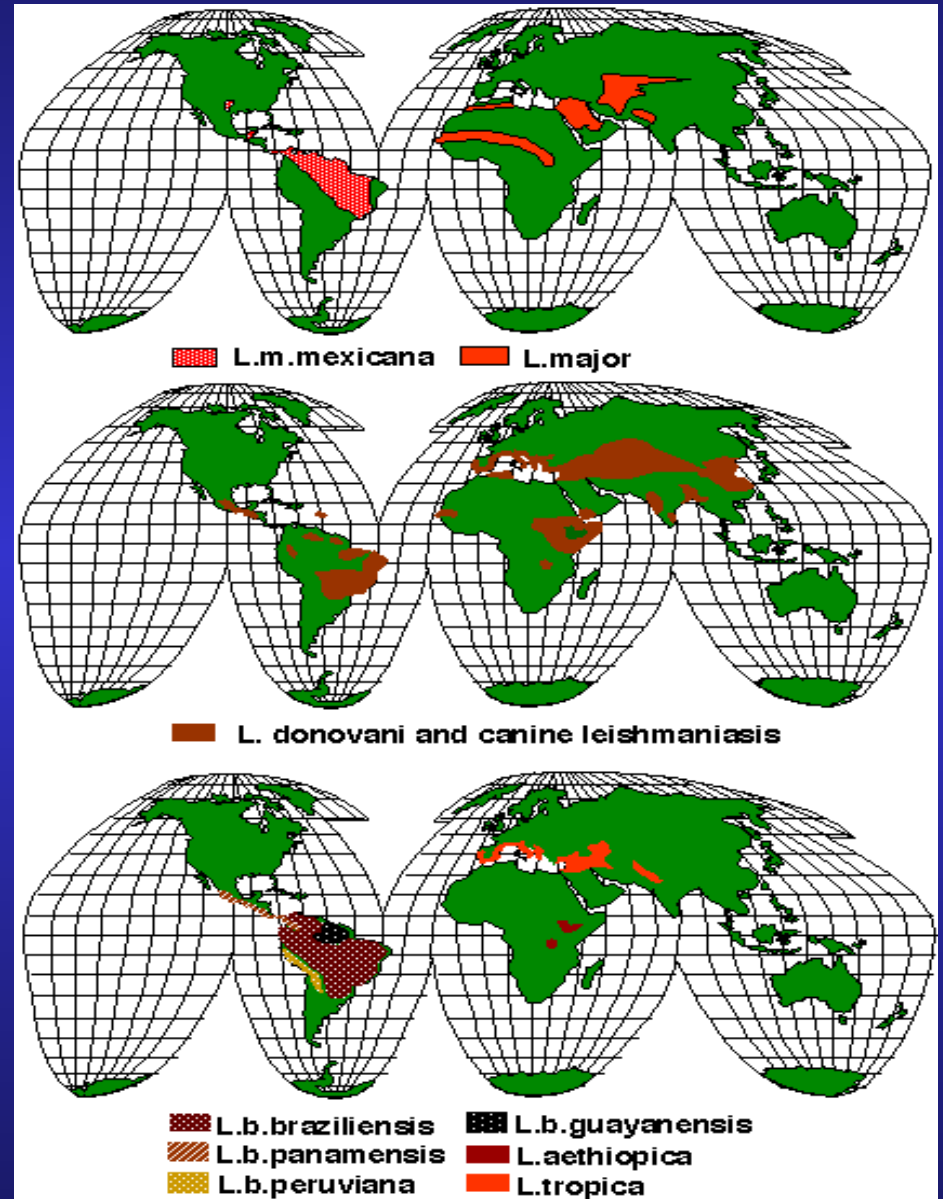 L.m.mexicana L.major
L. donovani and canine leishmaniasis
L.b.braziliensis L.b.guayanensis
L.b.panamensis L.aethiopica
L.b.peruviana L.tropica